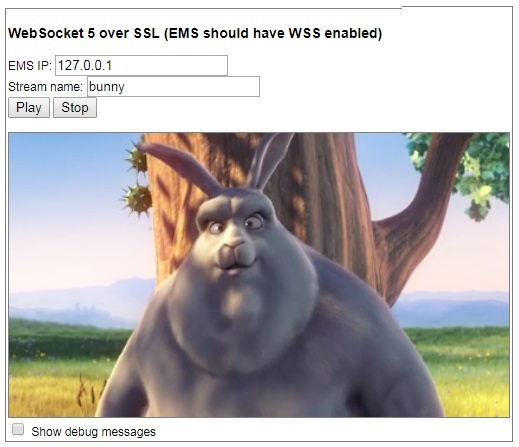 WebSocket 5 over SSL (EMS should have WSS enabled)
EMS IP: 127.0.0.1
Stream name: bunny
Play Stop
Show debug messages